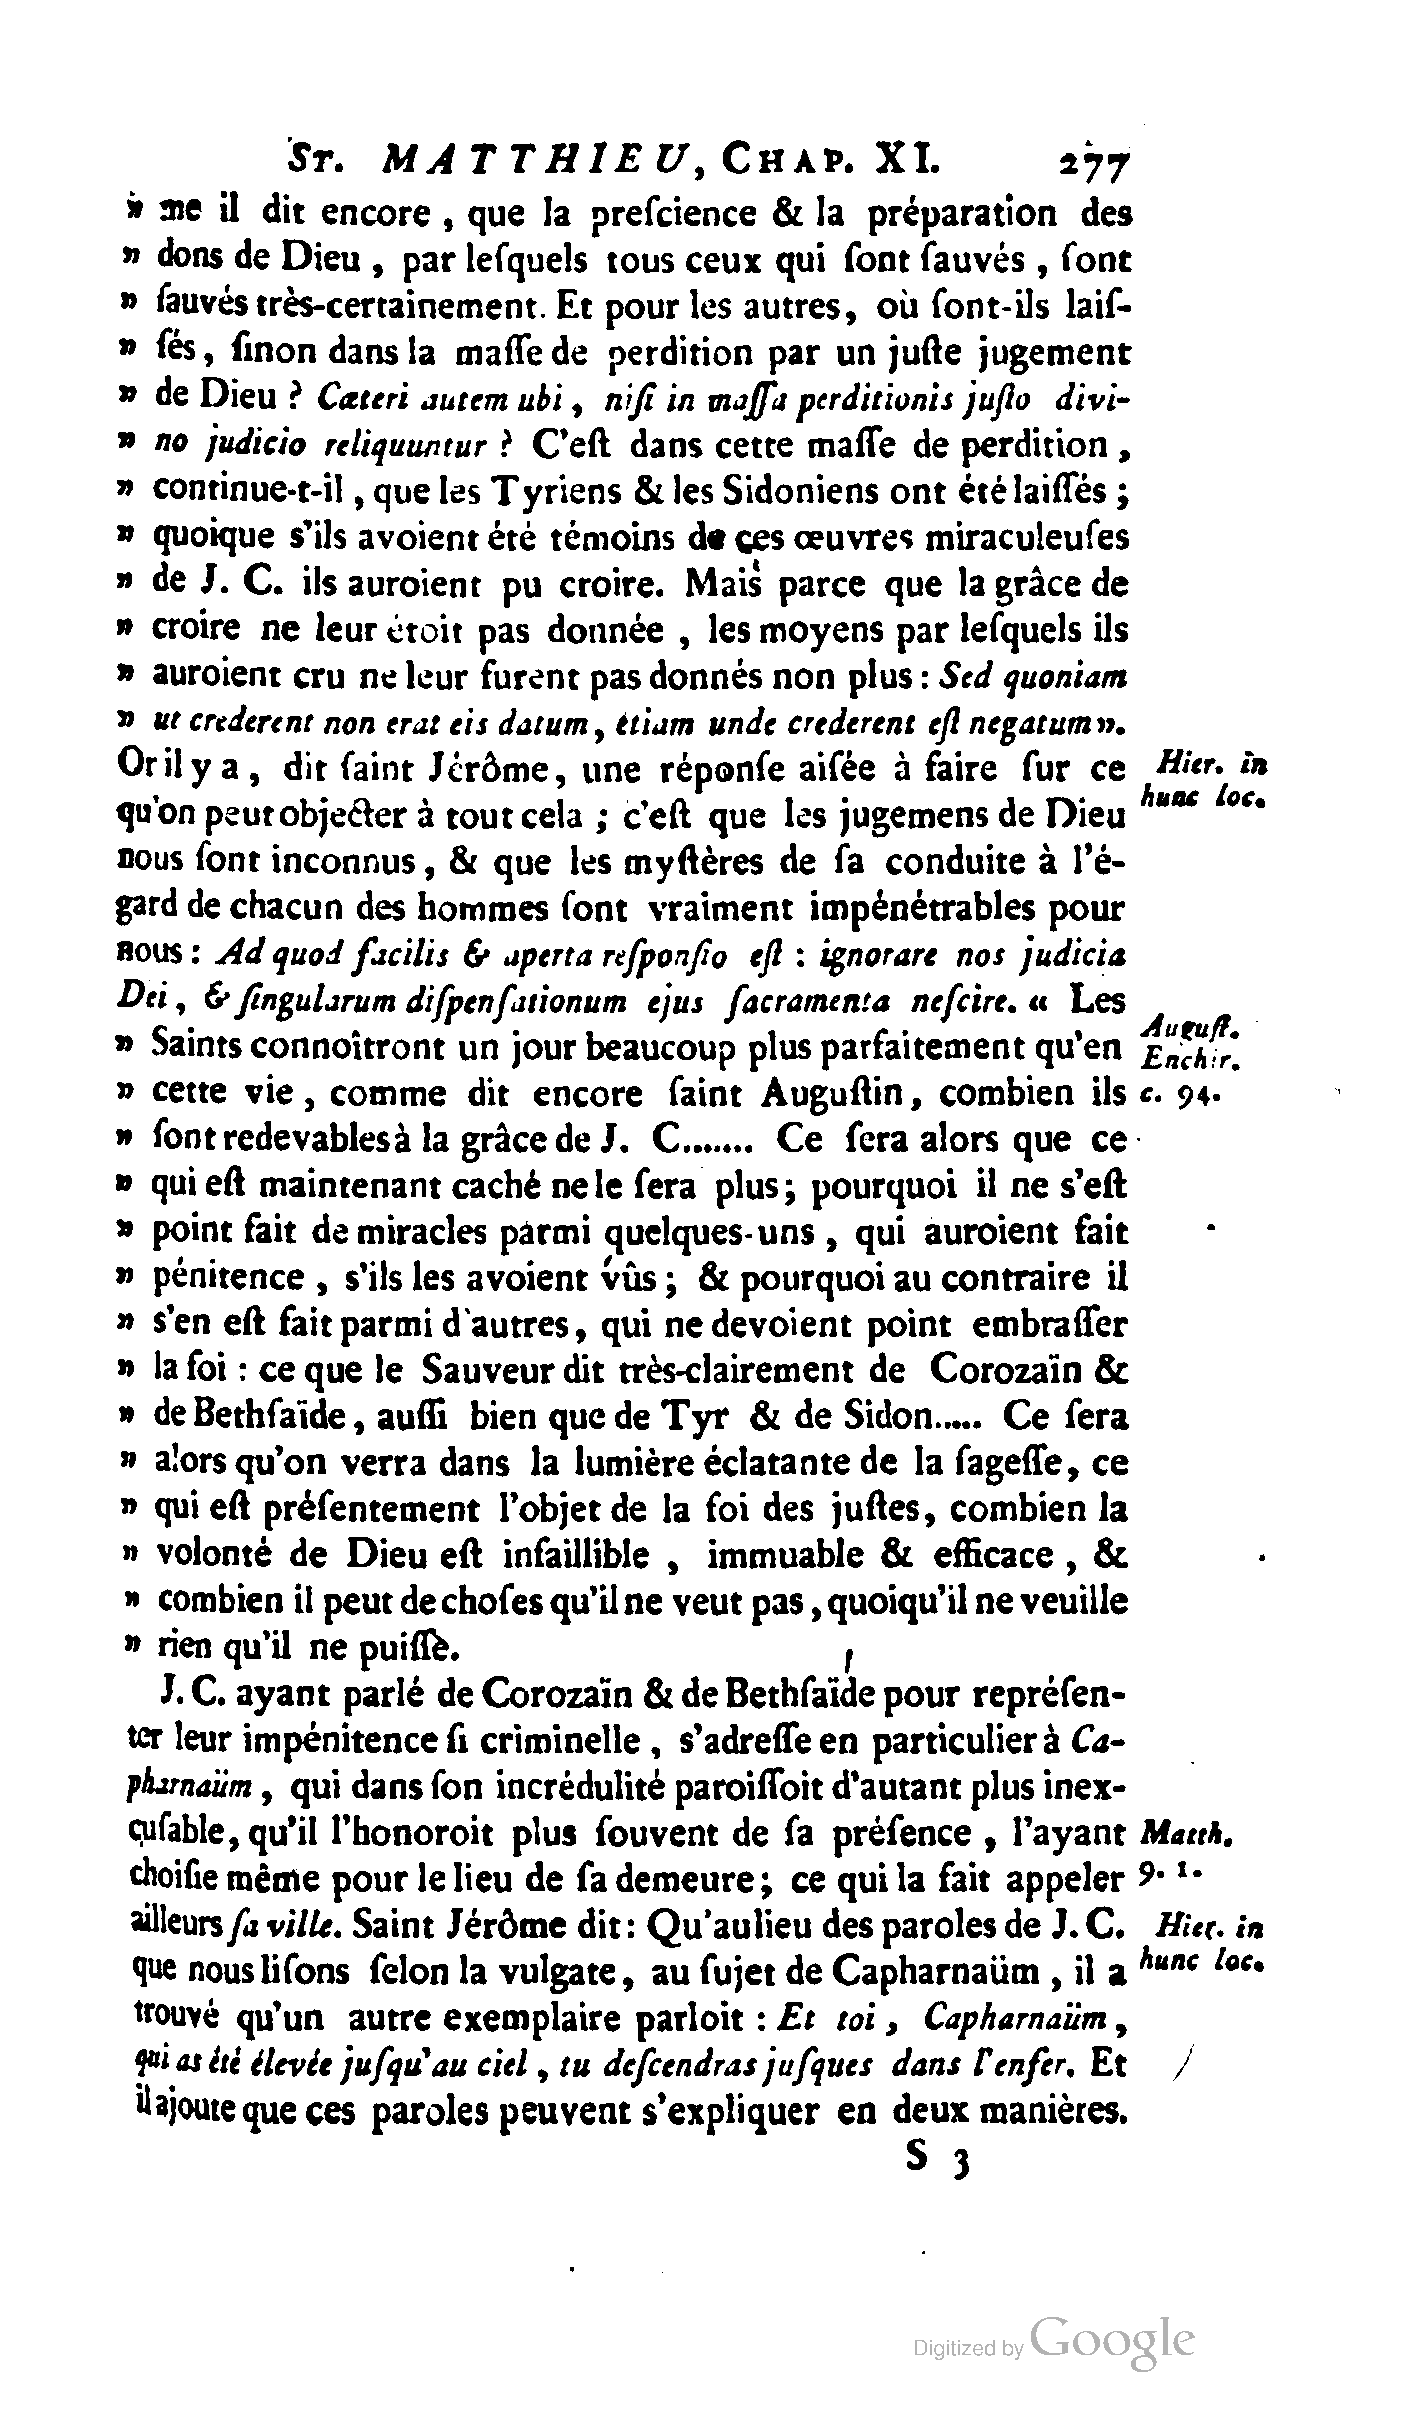 ST. MATTHIEU, CHAP. XI. 277
» me il dit encore, que la preſcience & la préparation des
» dons de Dieu, par leſquels tous ceux qui ſont ſauvés, ſont
» ſauvés très-certainement. Et pour les autres, où ſont-ils laiſ-
» ſés, ſinon dans la maſſe de perdition par un juſte jugement
» de Dieu ? Cæteri autem ubi, niſi in maſſa perditionis juſto divi-
» no judicio reliquuntur ? C'eſt dans cette maſſe de perdition,
» continue-t-il, que les Tyriens & les Sidoniens ont été laiſſés ;
» quoique s'ils avoient été témoins de ces œuvres miraculeuſes
» de J. C. ils auroient pu croire. Mais parce que la grâce de
» croire ne leur étoit pas donnée, les moyens par leſquels ils
» auroient cru ne leur furent pas donnés non plus : Sed quoniam
» ut crederent non erat eis datum, etiam unde crederent eſt negatum ».
Or il y a, dit ſaint Jérôme, une réponſe aiſée à faire ſur ce
Hier. in
qu'on peut objecter à tout cela ; c'eſt que les jugemens de Dieu
hunc loc.
nous ſont inconnus, & que les myſtères de ſa conduite à l'é-
gard de chacun des hommes ſont vraiment impénétrables pour
nous : Ad quod facilis & aperta reſponſio eſt : ignorare nos judicia
Dei, & ſingularum diſpenſationum ejus ſacramenta neſcire. « Les
» Saints connoîtront un jour beaucoup plus parfaitement qu'en
Auguſt.
Enchir.
» cette vie, comme dit encore ſaint Auguſtin, combien ils
c. 94.
» ſont redevables à la grâce de J. C....... Ce ſera alors que ce
» qui eſt maintenant caché ne le ſera plus ; pourquoi il ne s'eſt
» point fait de miracles parmi quelques-uns, qui auroient fait
» pénitence, s'ils les avoient vûs ; & pourquoi au contraire il
» s'en eſt fait parmi d'autres, qui ne devoient point embraſſer
» la foi : ce que le Sauveur dit très-clairement de Corozaïn &
» de Bethſaïde, auſſi bien que de Tyr & de Sidon..... Ce ſera
» alors qu'on verra dans la lumière éclatante de la ſageſſe, ce
» qui eſt préſentement l'objet de la foi des juſtes, combien la
» volonté de Dieu eſt infaillible, immuable & efficace, &
» combien il peut de choſes qu'il ne veut pas, quoiqu'il ne veuille
» rien qu'il ne puiſſe.
J. C. ayant parlé de Corozaïn & de Bethſaïde pour repréſen-
ter leur impénitence ſi criminelle, s'adreſſe en particulier à Ca-
pharnaüm, qui dans ſon incrédulité paroiſſoit d'autant plus inex-
cuſable, qu'il l'honoroit plus ſouvent de ſa préſence, l'ayant
Matth.
choiſie même pour le lieu de ſa demeure ; ce qui la fait appeler
9. 1.
ailleurs ſa ville. Saint Jérôme dit : Qu'aulieu des paroles de J. C.
Hier. in
que nous liſons ſelon la vulgate, au ſujet de Capharnaüm, il a
hunc loc.
trouvé qu'un autre exemplaire parloit : Et toi, Capharnaüm,
qui as été élevée juſqu'au ciel, tu deſcendras juſques dans l'enfer. Et
il ajoute que ces paroles peuvent s'expliquer en deux manières.
S 3
Digitized by Google